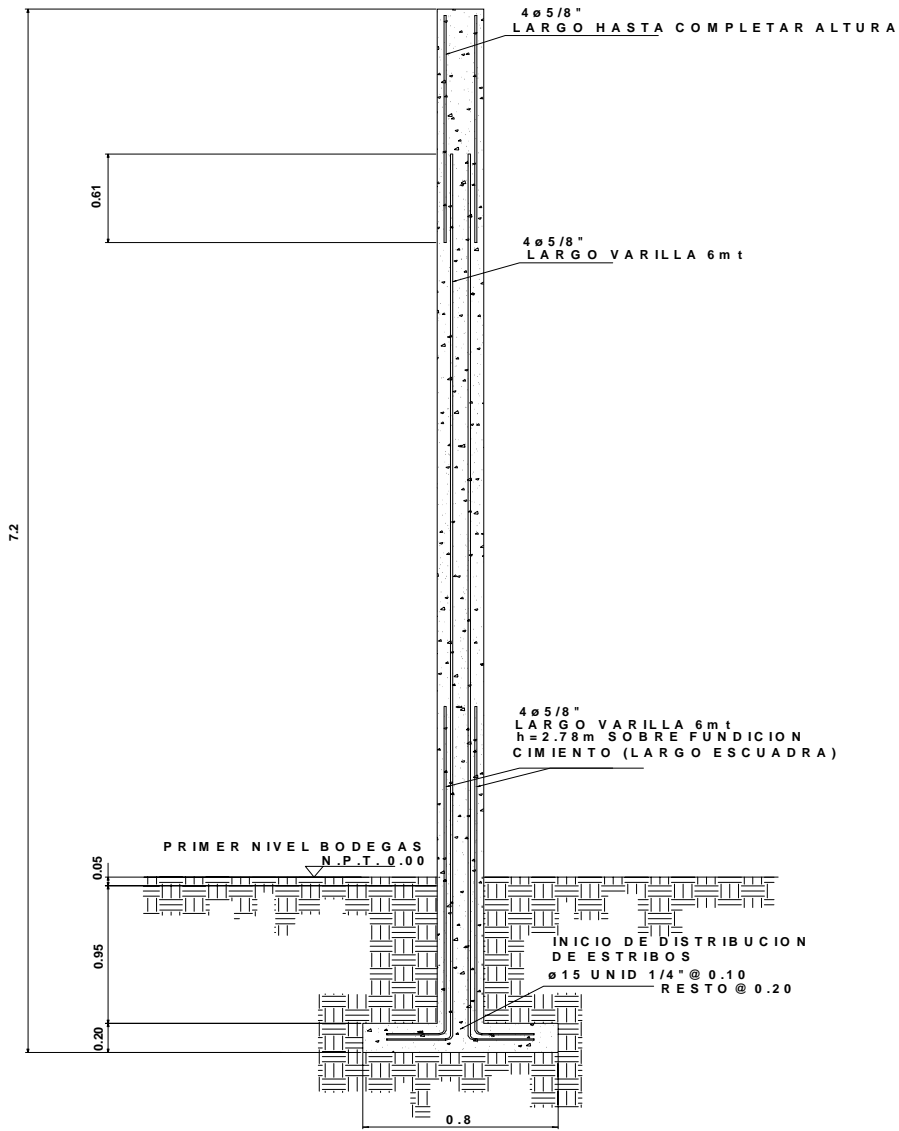 4 ø 5/8"
LARGO HASTA COMPLETAR ALTURA
0.61
4 ø 5/8"
LARGO VARILLA 6mt
7.2
4 ø 5/8"
LARGO VARILLA 6mt
h=2.78m SOBRE FUNDICION
CIMIENTO (LARGO ESCUADRA)
PRIMER NIVEL BODEGAS
N.P.T. 0.00
0.05
0.95
INICIO DE DISTRIBUCION
DE ESTRIBOS
ø 15 UNID 1/4" @ 0.10
RESTO @ 0.20
0.20
0.8